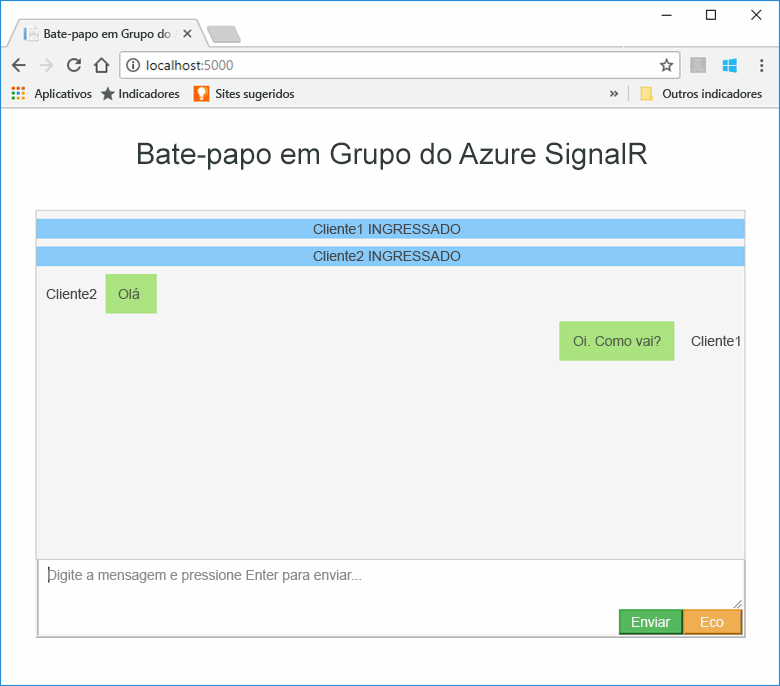 Bate-papo em Grupo do
localhost:5000
Aplicativos Indicadores Sites sugeridos » Outros indicadores
Bate-papo em Grupo do Azure SignalR
Cliente1 INGRESSADO
Cliente2 INGRESSADO
Cliente2 Olá
Oi. Como vai? Cliente1
Digite a mensagem e pressione Enter para enviar...
Enviar Eco